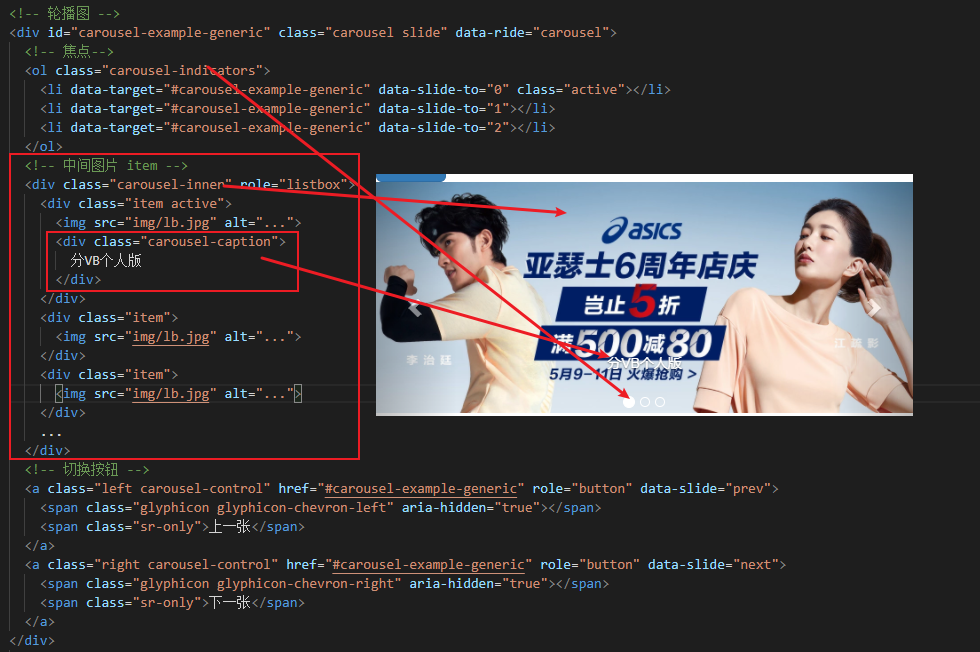 <!-- 轮播图 -->
<div id="carousel-example-generic" class="carousel slide" data-ride="carousel">
<!-- 焦点-->
<ol class="carousel-indicators">
<li data-target="#carousel-example-generic" data-slide-to="0" class="active"></li>
<li data-target="#carousel-example-generic" data-slide-to="1"></li>
<li data-target="#carousel-example-generic" data-slide-to="2"></li>
</ol>
<!-- 中间图片 item -->
<div class="carousel-inner" role="listbox">
<div class="item active">
<img src="img/lb.jpg" alt="...">
<div class="carousel-caption">
分VB个人版
</div>
</div>
<div class="item">
<img src="img/lb.jpg" alt="...">
</div>
<div class="item">
<img src="img/lb.jpg" alt="...">
</div>
...
</div>
<!-- 切换按钮 -->
<a class="left carousel-control" href="#carousel-example-generic" role="button" data-slide="prev">
<span class="glyphicon glyphicon-chevron-left" aria-hidden="true"></span>
<span class="sr-only">上一张</span>
</a>
<a class="right carousel-control" href="#carousel-example-generic" role="button" data-slide="next">
<span class="glyphicon glyphicon-chevron-right" aria-hidden="true"></span>
<span class="sr-only">下一张</span>
</a>
</div>
asics
亚瑟士6周年店庆
岂止5折
满500减80
分VB个人版
5月9-11日 火爆抢购 >
李治廷
江疏影